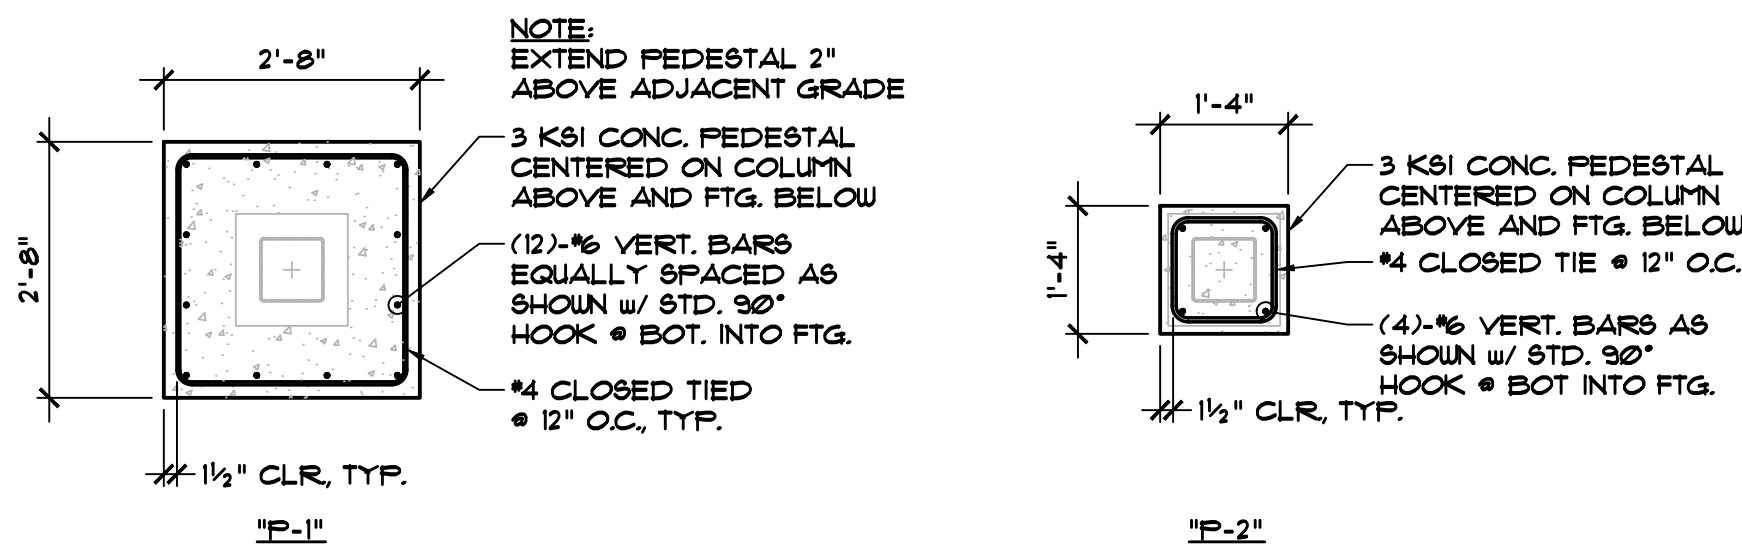 2'-8"
2'-8"
NOTE:
EXTEND PEDESTAL 2"
ABOVE ADJACENT GRADE
3 KSI CONC. PEDESTAL
CENTERED ON COLUMN
ABOVE AND FTG. BELOW
(12)-#6 VERT. BARS
EQUALLY SPACED AS
SHOWN w/ STD. 90°
HOOK @ BOT. INTO FTG.
#4 CLOSED TIED
@ 12" O.C., TYP.
1½" CLR., TYP.
"P-1"
1'-4"
1'-4"
3 KSI CONC. PEDESTAL
CENTERED ON COLUMN
ABOVE AND FTG. BELOW
#4 CLOSED TIE @ 12" O.C.
(4)-#6 VERT. BARS AS
SHOWN w/ STD. 90°
HOOK @ BOT INTO FTG.
1½" CLR., TYP.
"P-2"